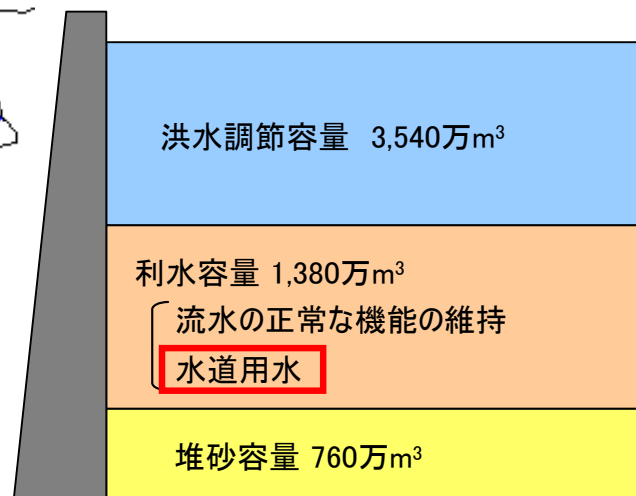 洪水調節容量 3,540万m³
利水容量 1,380万m³
流水の正常な機能の維持
水道用水
堆砂容量 760万m³